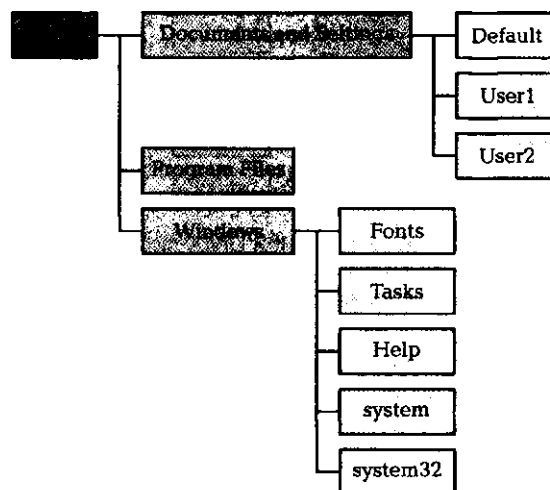 Documents and Settings
Default
User1
User2
Program Files
Windows
Fonts
Tasks
Help
system
system32